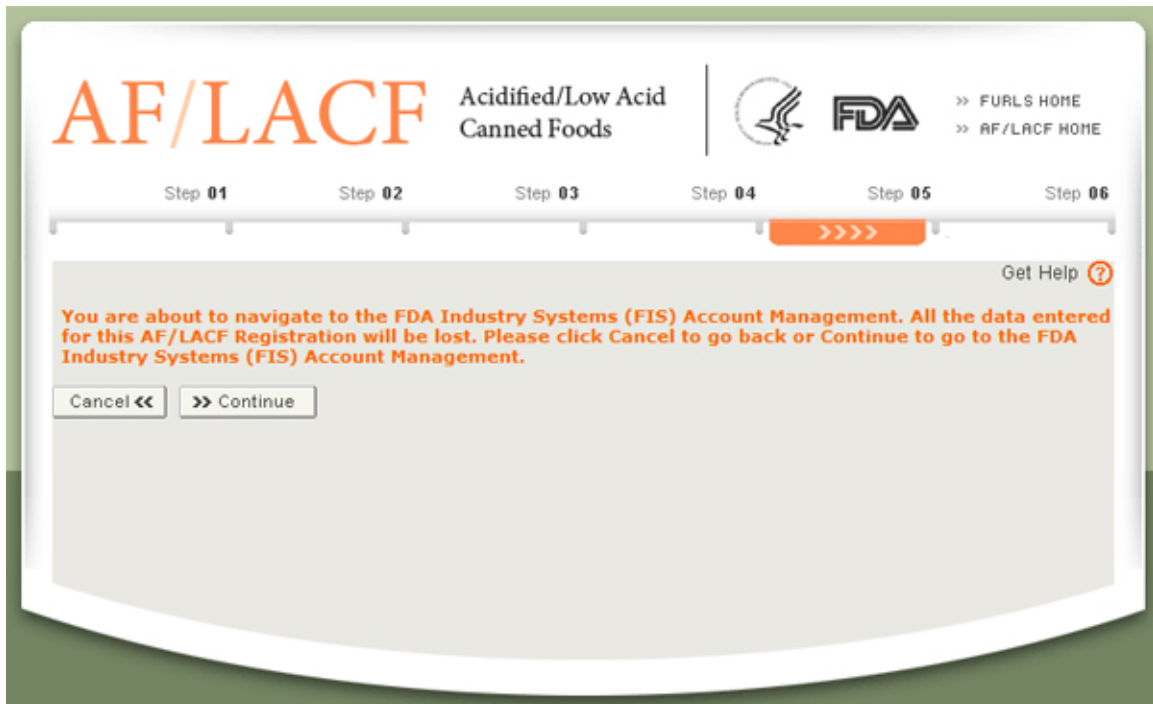 AF/LACF
Acidified/Low Acid
Canned Foods
FDA
>> FURLS HOME
>> AF/LACF HOME
Step 01 Step 02 Step 03 Step 04 Step 05 Step 06
>>>>
Get Help ?
You are about to navigate to the FDA Industry Systems (FIS) Account Management. All the data entered
for this AF/LACF Registration will be lost. Please click Cancel to go back or Continue to go to the FDA
Industry Systems (FIS) Account Management.
Cancel << >> Continue